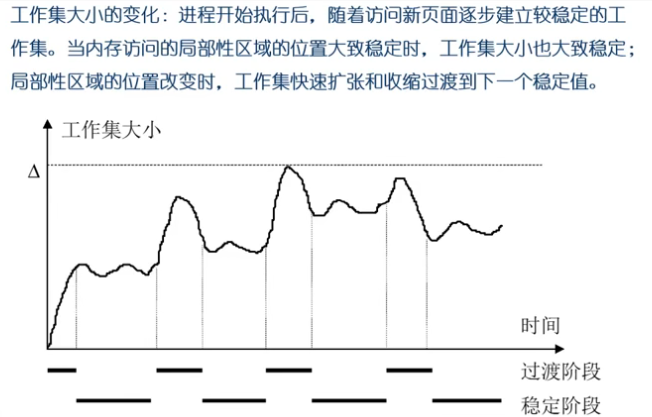 工作集大小的变化：进程开始执行后，随着访问新页面逐步建立较稳定的工
作集。当内存访问的局部性区域的位置大致稳定时，工作集大小也大致稳定；
局部性区域的位置改变时，工作集快速扩张和收缩过渡到下一个稳定值。
工作集大小
Δ
时间
过渡阶段
稳定阶段